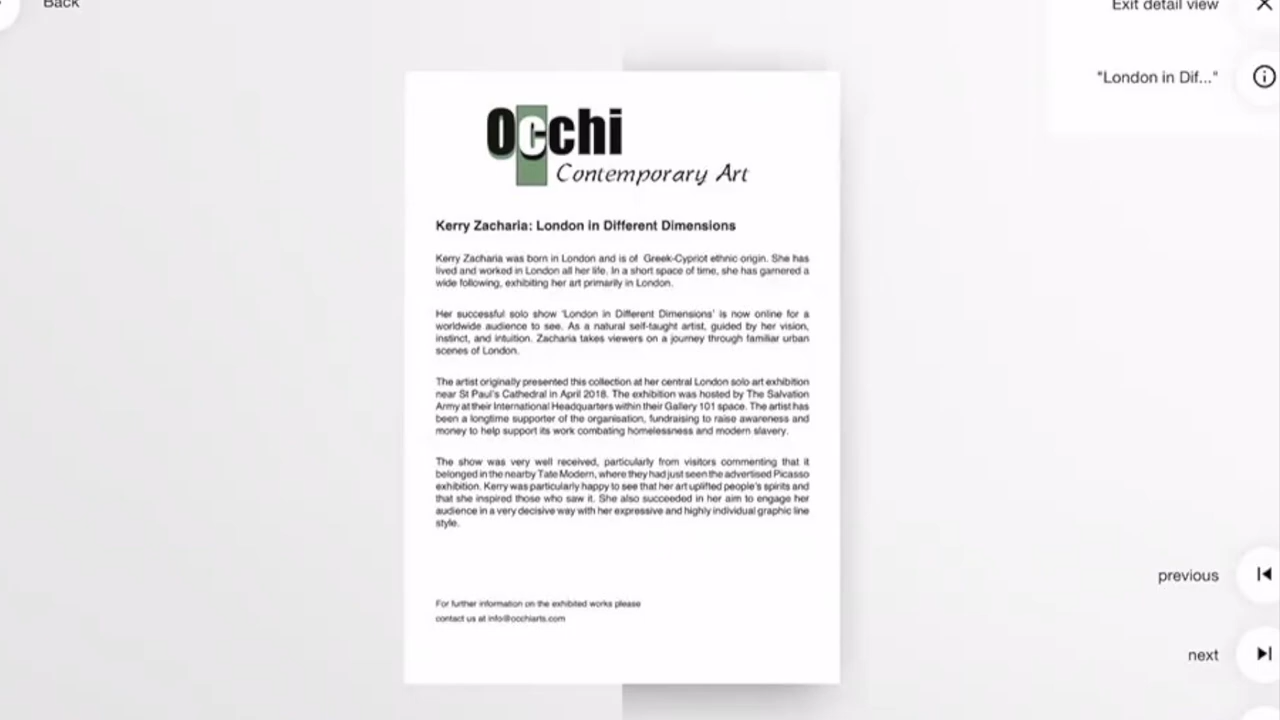 Back
Exit detail view
"London in Dif..."
Occhi
Contemporary Art
Kerry Zacharia: London in Different Dimensions
Kerry Zacharia was born in London and is of Greek-Cypriot ethnic origin. She has
lived and worked in London all her life. In a short space of time, she has garnered a
wide following, exhibiting her art primarily in London.
Her successful solo show 'London in Different Dimensions' is now online for a
worldwide audience to see. As a natural self-taught artist, guided by her vision,
instinct, and intuition. Zacharia takes viewers on a journey through familiar urban
scenes of London.
The artist originally presented this collection at her central London solo art exhibition
near St Paul's Cathedral in April 2018. The exhibition was hosted by The Salvation
Army at their International Headquarters within their Gallery 101 space. The artist has
been a longtime supporter of the organisation, fundraising to raise awareness and
money to help support its work combating homelessness and modern slavery.
The show was very well received, particularly from visitors commenting that it
belonged in the nearby Tate Modern, where they had just seen the advertised Picasso
exhibition. Kerry was particularly happy to see that her art uplifted people's spirits and
that she inspired those who saw it. She also succeeded in her aim to engage her
audience in a very decisive way with her expressive and highly individual graphic line
style.
For further information on the exhibited works please
contact us at info@occhiarts.com
previous
next